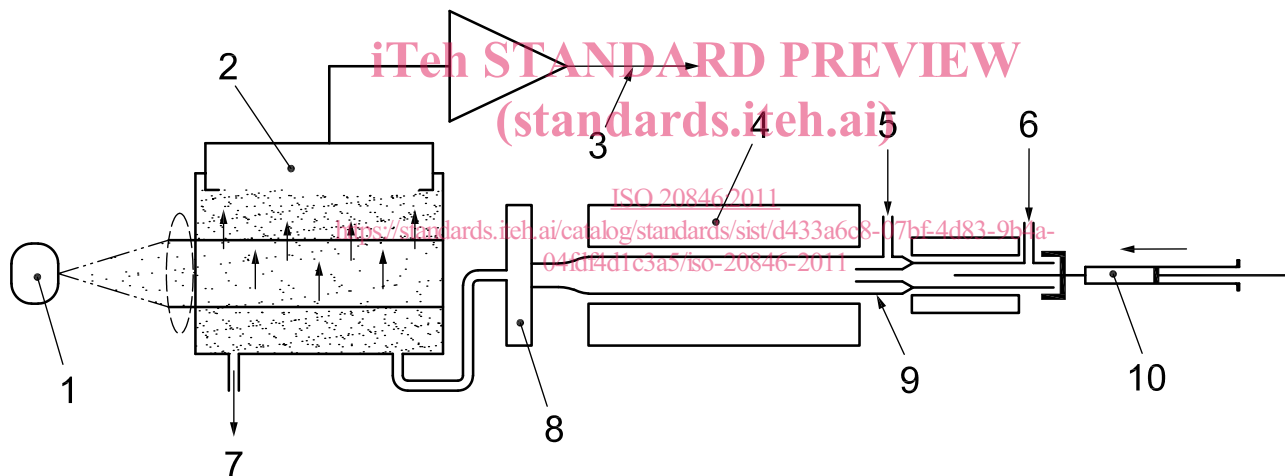 iTeh STANDARD PREVIEW
(standards.iteh.ai)
ISO 20846:2011
https://standards.iteh.ai/catalog/standards/sist/d433a6c8-07bf-4d83-9b4a-
04fdf4d1c3a5/iso-20846-2011
1
2
3
4
5
6
7
8
9
10